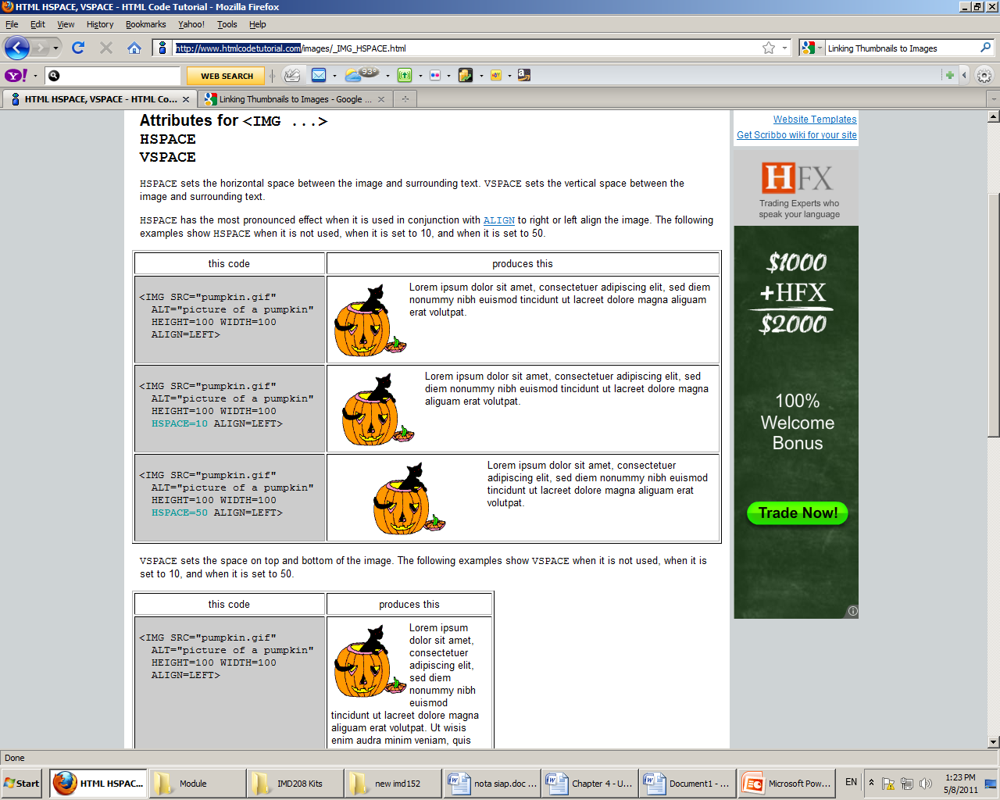 HTML HSPACE, VSPACE - HTML Code Tutorial - Mozilla Firefox
File Edit View History Bookmarks Yahoo! Tools Help
http://www.htmlcodetutorial.com/images/_IMG_HSPACE.html
Linking Thumbnails to Images
Y! WEB SEARCH 93°
HTML HSPACE, VSPACE - HTML Co...
Linking Thumbnails to Images - Google ...
Attributes for <IMG ...>
HSPACE
VSPACE
HSPACE sets the horizontal space between the image and surrounding text. VSPACE sets the vertical space between the
image and surrounding text.
HSPACE has the most pronounced effect when it is used in conjunction with ALIGN to right or left align the image. The following
examples show HSPACE when it is not used, when it is set to 10, and when it is set to 50.
this code
produces this
<IMG SRC="pumpkin.gif"
ALT="picture of a pumpkin"
HEIGHT=100 WIDTH=100
ALIGN=LEFT>
Lorem ipsum dolor sit amet, consectetuer adipiscing elit, sed diem
nonummy nibh euismod tincidunt ut lacreet dolore magna aliguam
erat volutpat.
<IMG SRC="pumpkin.gif"
ALT="picture of a pumpkin"
HEIGHT=100 WIDTH=100
HSPACE=10 ALIGN=LEFT>
Lorem ipsum dolor sit amet, consectetuer adipiscing elit, sed
diem nonummy nibh euismod tincidunt ut lacreet dolore magna
aliguam erat volutpat.
<IMG SRC="pumpkin.gif"
ALT="picture of a pumpkin"
HEIGHT=100 WIDTH=100
HSPACE=50 ALIGN=LEFT>
Lorem ipsum dolor sit amet, consectetuer
adipiscing elit, sed diem nonummy nibh euismod
tincidunt ut lacreet dolore magna aliguam erat
volutpat.
VSPACE sets the space on top and bottom of the image. The following examples show VSPACE when it is not used, when it is
set to 10, and when it is set to 50.
this code
produces this
<IMG SRC="pumpkin.gif"
ALT="picture of a pumpkin"
HEIGHT=100 WIDTH=100
ALIGN=LEFT>
Lorem ipsum
dolor sit amet,
consectetuer
adipiscing elit,
sed diem
nonummy nibh
euismod
tincidunt ut lacreet dolore magna
aliguam erat volutpat. Ut wisis
enim audra minim veniam, quis
Website Templates
Get Scribbo wiki for your site
HFX
Trading Experts who
speak your language
$1000
+HFX
$2000
100%
Welcome
Bonus
Trade Now!
Done
Start
HTML HSPAC...
Module
IMD208 Kits
new imd152
nota siap.doc ...
Chapter 4 - U...
Document1 - ...
Microsoft Pow...
EN
1:23 PM
5/8/2011